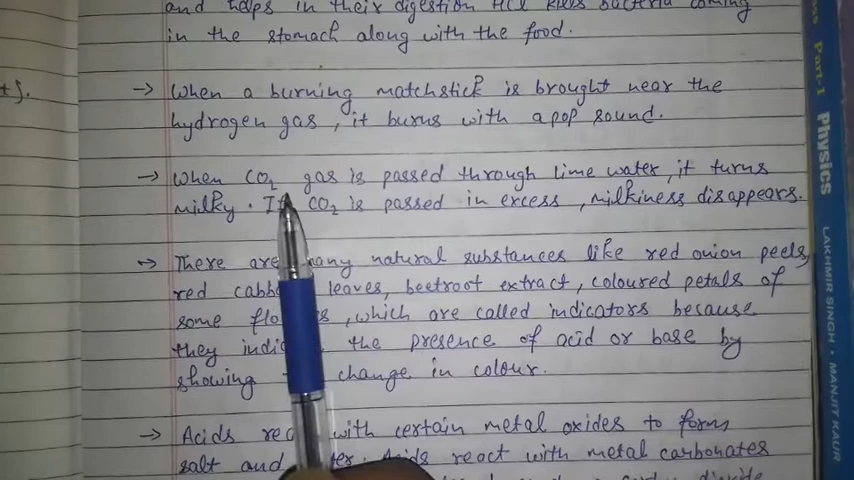 and helps in their digestion HCl kills bacteria coming
in the stomach along with the food.
ts.
→ When a burning matchstick is brought near the
hydrogen gas, it burns with a pop sound.
→ When CO2 gas is passed through lime water, it turns
milky. If CO2 is passed in excess, milkiness disappears.
→ There are many natural substances like red onion peels,
red cabb leaves, beetroot extract, coloured petals of
some flo s, which are called indicators because
they indi the presence of acid or base by
showing change in colour.
→ Acids rea with certain metal oxides to form
salt and ter. Acids react with metal carbonates
Part-1
Physics
LAKHMIR SINGH • MANJIT KAUR